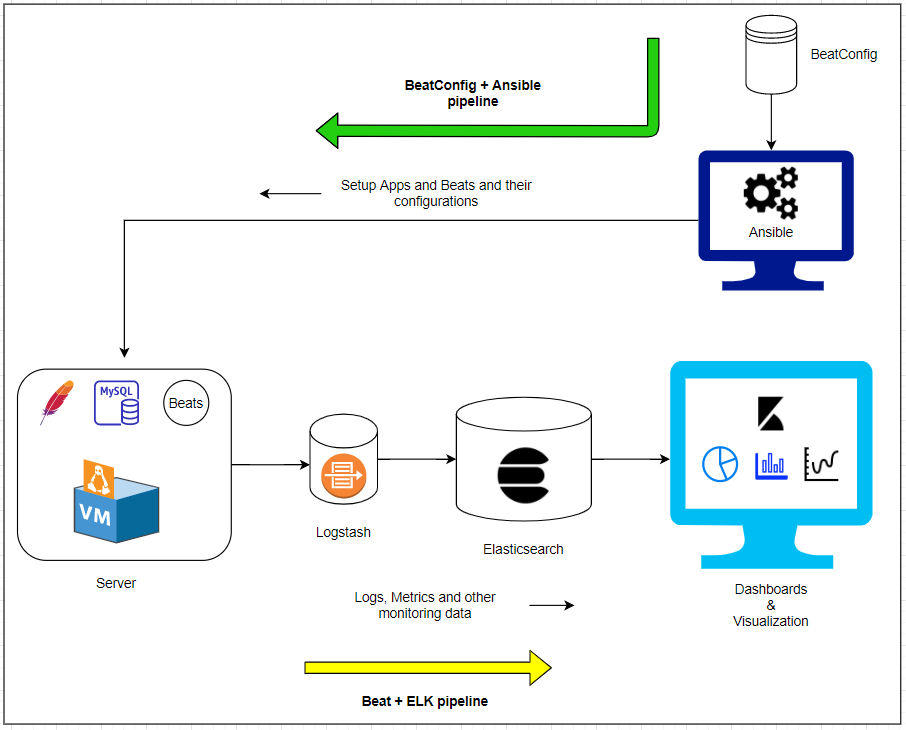 BeatConfig
BeatConfig + Ansible
pipeline
Setup Apps and Beats and their
configurations
Ansible
MySQL
Beats
VM
Server
Logstash
Elasticsearch
Dashboards
&
Visualization
Logs, Metrics and other
monitoring data
Beat + ELK pipeline